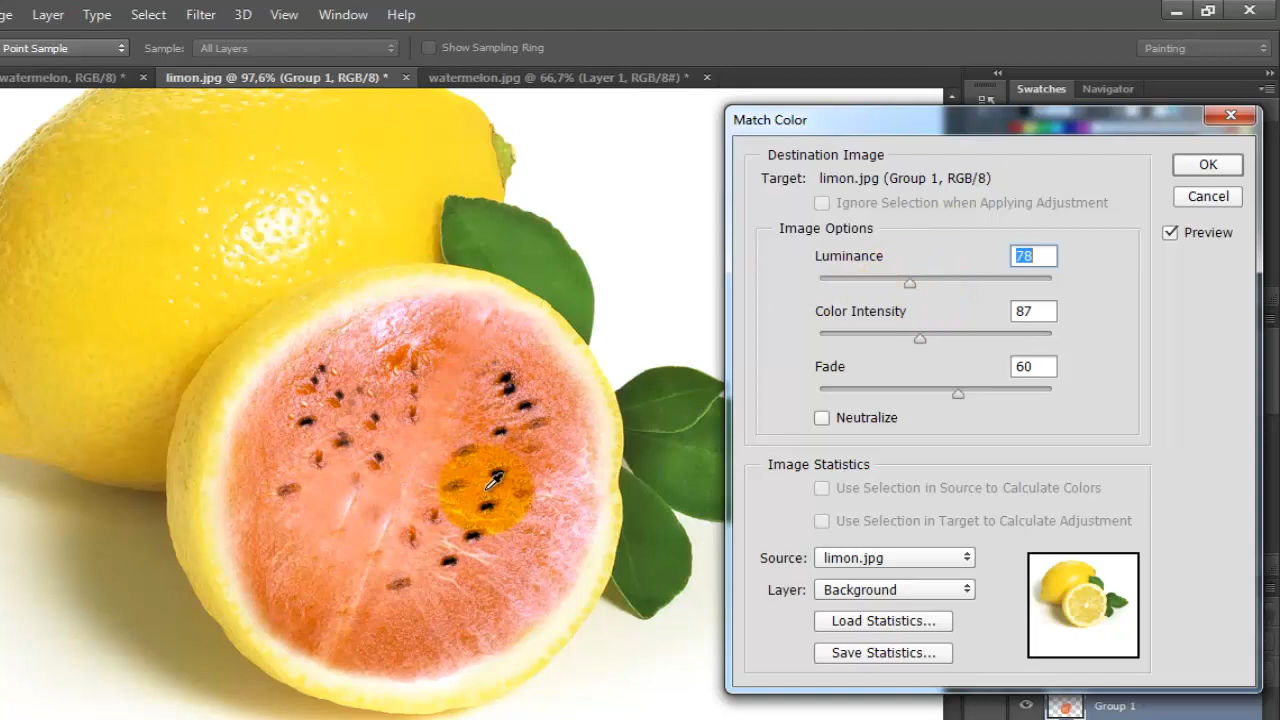 ge Layer Type Select Filter 3D View Window Help
Point Sample Sample: All Layers Show Sampling Ring Painting
watermelon, RGB/8) * × limon.jpg @ 97,6% (Group 1, RGB/8) * × watermelon.jpg @ 66,7% (Layer 1, RGB/8#) * ×
Swatches Navigator
Match Color
Destination Image
Target: limon.jpg (Group 1, RGB/8)
Ignore Selection when Applying Adjustment
OK
Cancel
Preview
Image Options
Luminance 78
Color Intensity 87
Fade 60
Neutralize
Image Statistics
Use Selection in Source to Calculate Colors
Use Selection in Target to Calculate Adjustment
Source: limon.jpg
Layer: Background
Load Statistics...
Save Statistics...
Group 1